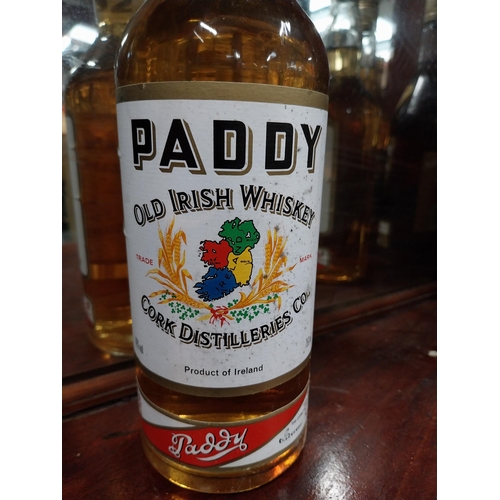 PADDY
OLD IRISH WHISKEY
TRADE MARK
CORK DISTILLERIES Co.
Product of Ireland
Paddy